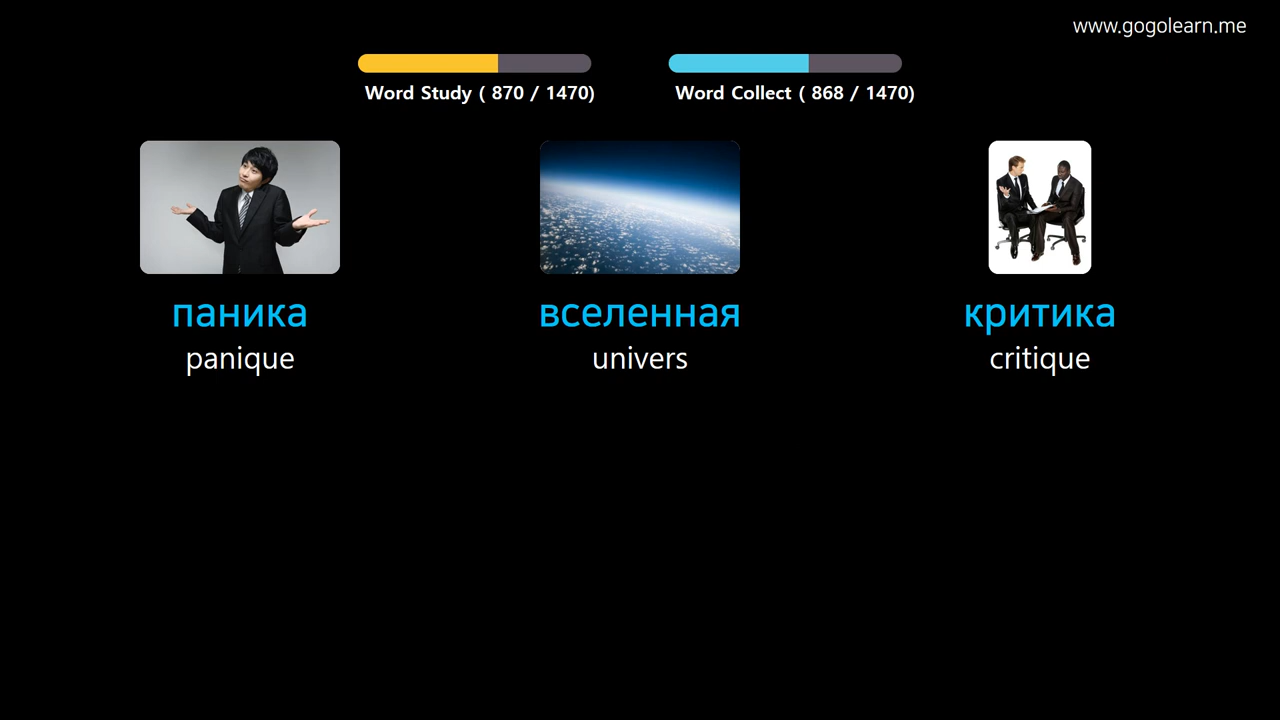 www.gogolearn.me
Word Study ( 870 / 1470)
Word Collect ( 868 / 1470)
паника
panique
вселенная
univers
критика
critique